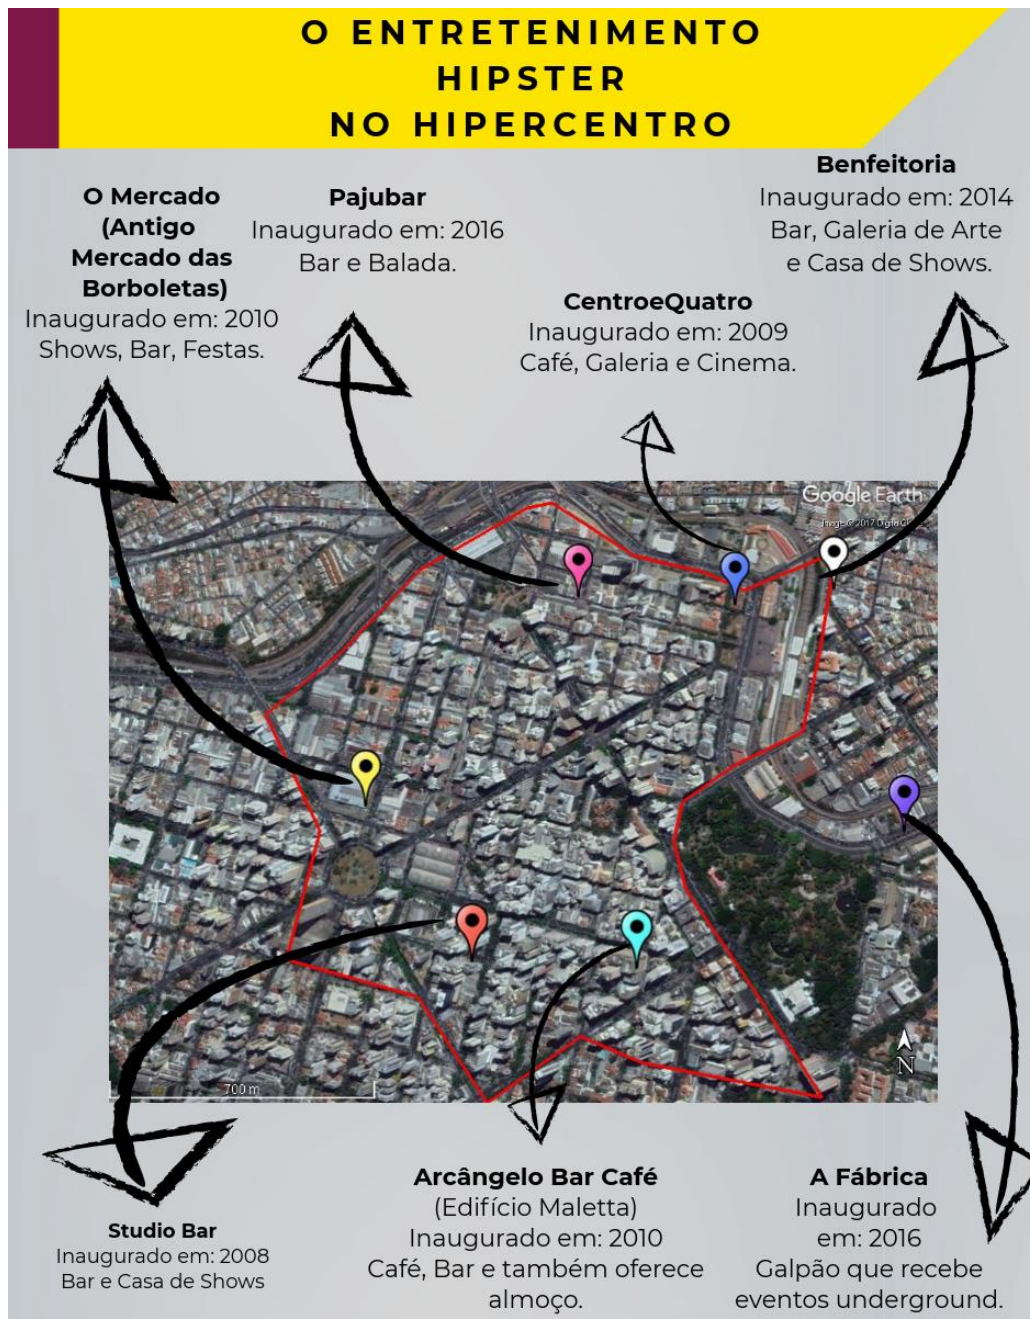 O ENTRETENIMENTO
HIPSTER
NO HIPERCENTRO
O Mercado
(Antigo
Mercado das
Borboletas)
Inaugurado em: 2010
Shows, Bar, Festas.
Pajubar
Inaugurado em: 2016
Bar e Balada.
CentroeQuatro
Inaugurado em: 2009
Café, Galeria e Cinema.
Benfeitoria
Inaugurado em: 2014
Bar, Galeria de Arte
e Casa de Shows.
Google Earth
Image © 2017
700 m
N
Studio Bar
Inaugurado em: 2008
Bar e Casa de Shows
Arcângelo Bar Café
(Edifício Maletta)
Inaugurado em: 2010
Café, Bar e também oferece
almoço.
A Fábrica
Inaugurado
em: 2016
Galpão que recebe
eventos underground.